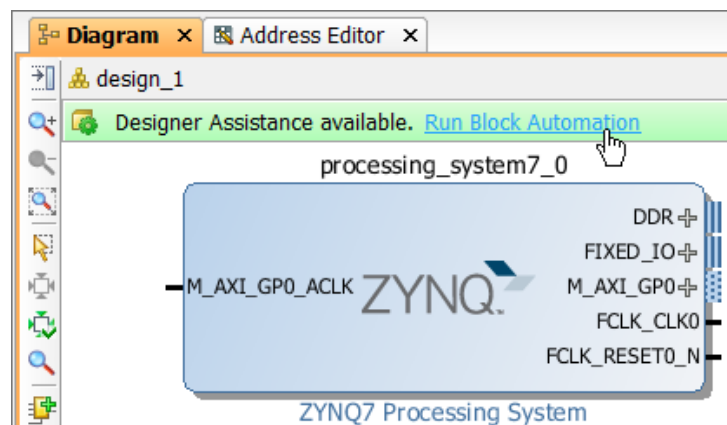 Diagram × Address Editor ×
design_1
Designer Assistance available. Run Block Automation
processing_system7_0
DDR
FIXED_IO
M_AXI_GP0_ACLK ZYNQ. M_AXI_GP0
FCLK_CLK0
FCLK_RESET0_N
ZYNQ7 Processing System